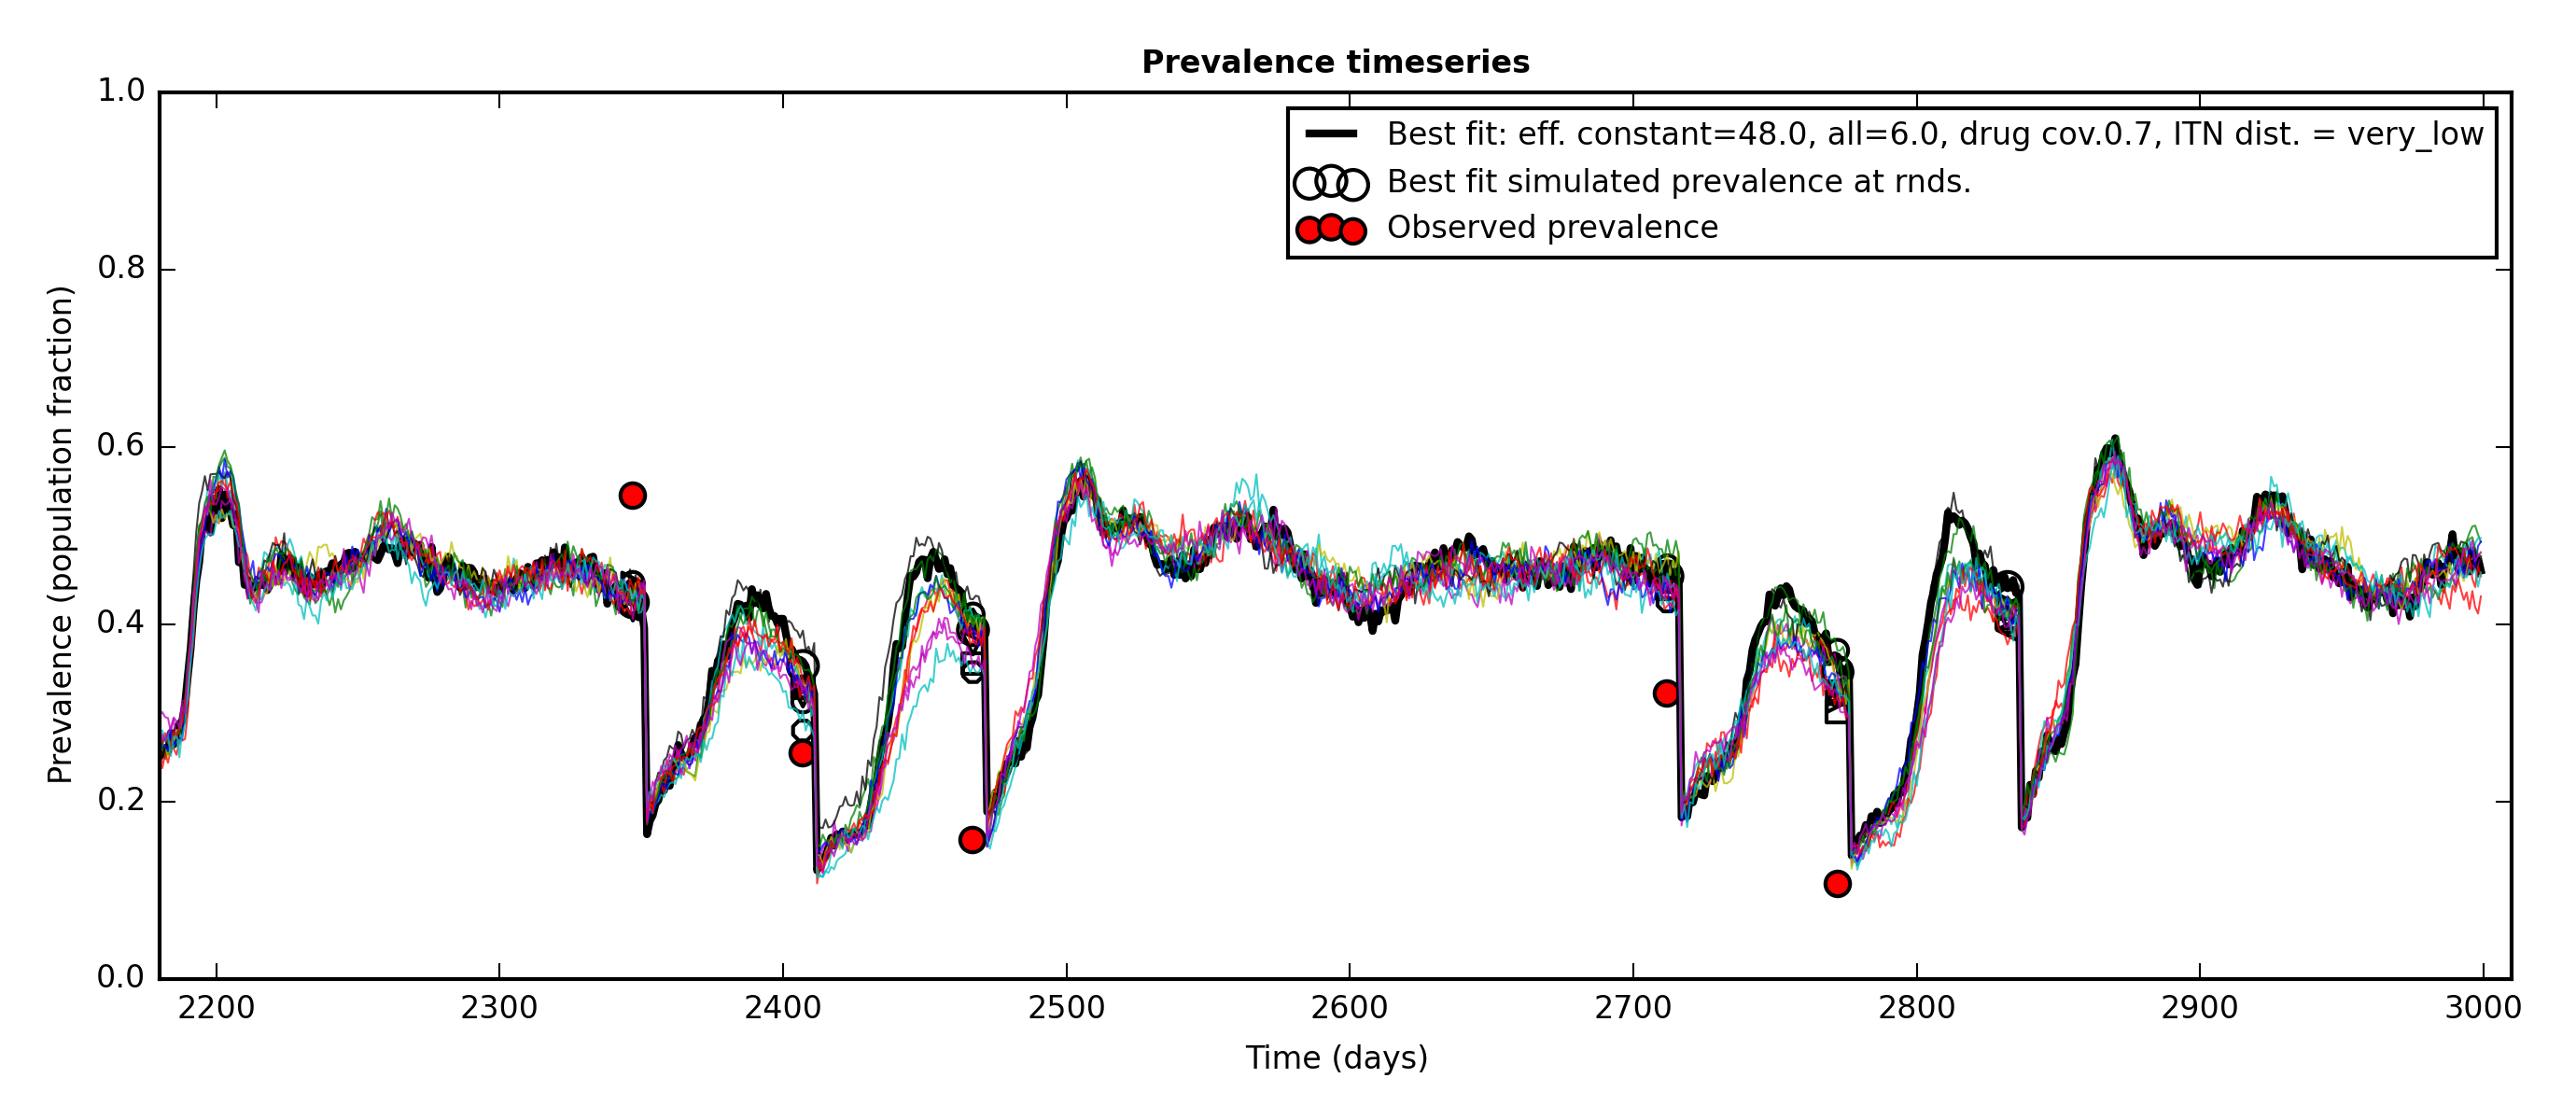 Prevalence timeseries
Best fit: eff. constant=48.0, all=6.0, drug cov.0.7, ITN dist. = very_low
Best fit simulated prevalence at rnds.
Observed prevalence
Prevalence (population fraction)
1.0
0.8
0.6
0.4
0.2
0.0
2200 2300 2400 2500 2600 2700 2800 2900 3000
Time (days)